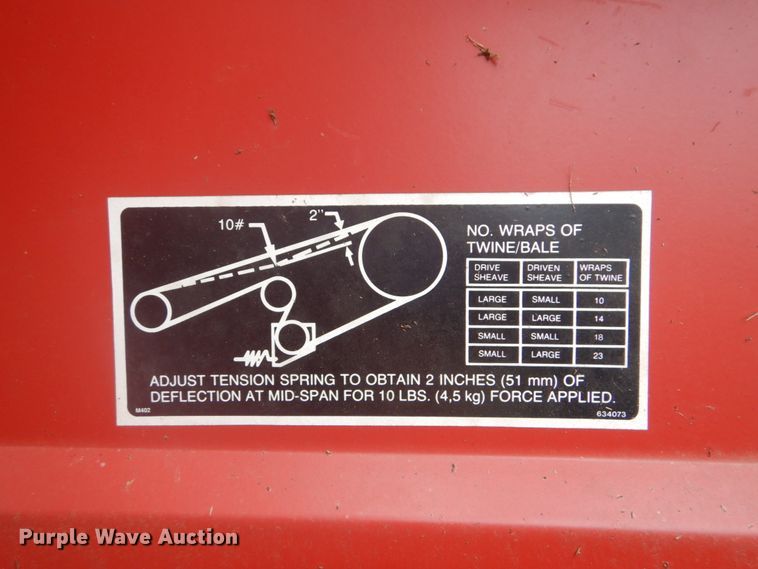 10#
2"
NO. WRAPS OF
TWINE/BALE
DRIVE SHEAVE DRIVEN SHEAVE WRAPS OF TWINE
LARGE SMALL 10
LARGE LARGE 14
SMALL SMALL 18
SMALL LARGE 23
ADJUST TENSION SPRING TO OBTAIN 2 INCHES (51 mm) OF
DEFLECTION AT MID-SPAN FOR 10 LBS. (4,5 kg) FORCE APPLIED.
M402 634073
Purple Wave Auction